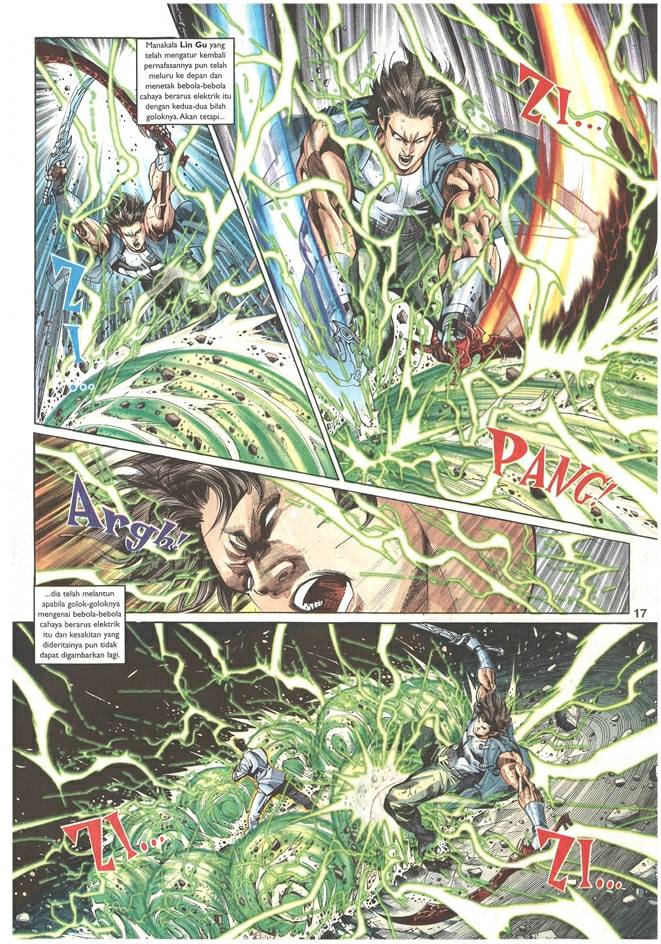 Manakala Lin Gu yang
telah mengatur kembali
pernafasannya pun telah
meluru ke depan dan
menetak bebola-bebola
cahaya berarus elektrik itu
dengan kedua-dua bilah
goloknya. Akan tetapi...
ZI...
ZI...
PANG!
Argh!
...dia telah melantun
apabila golok-goloknya
mengenai bebola-bebola
cahaya berarus elektrik
itu dan kesakitan yang
dideritainya pun tidak
dapat digambarkan lagi.
17
ZI...
ZI...